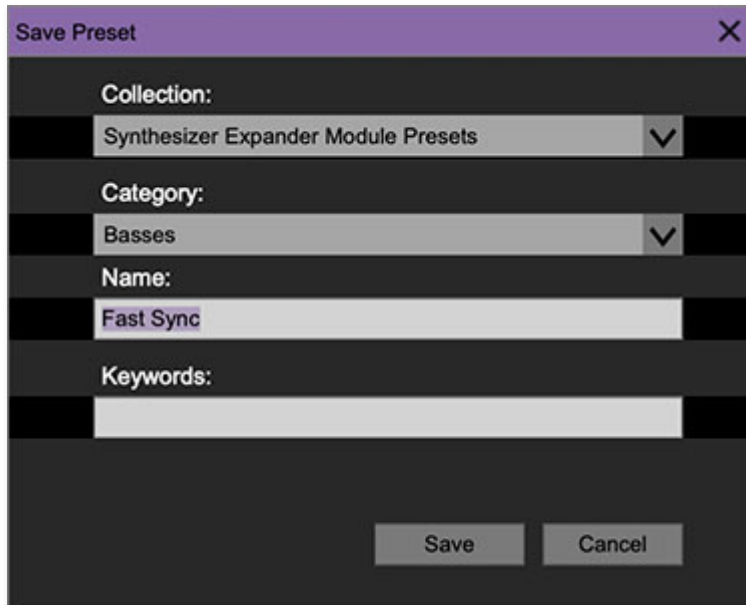 Save Preset
Collection:
Synthesizer Expander Module Presets
Category:
Basses
Name:
Fast Sync
Keywords:
Save Cancel